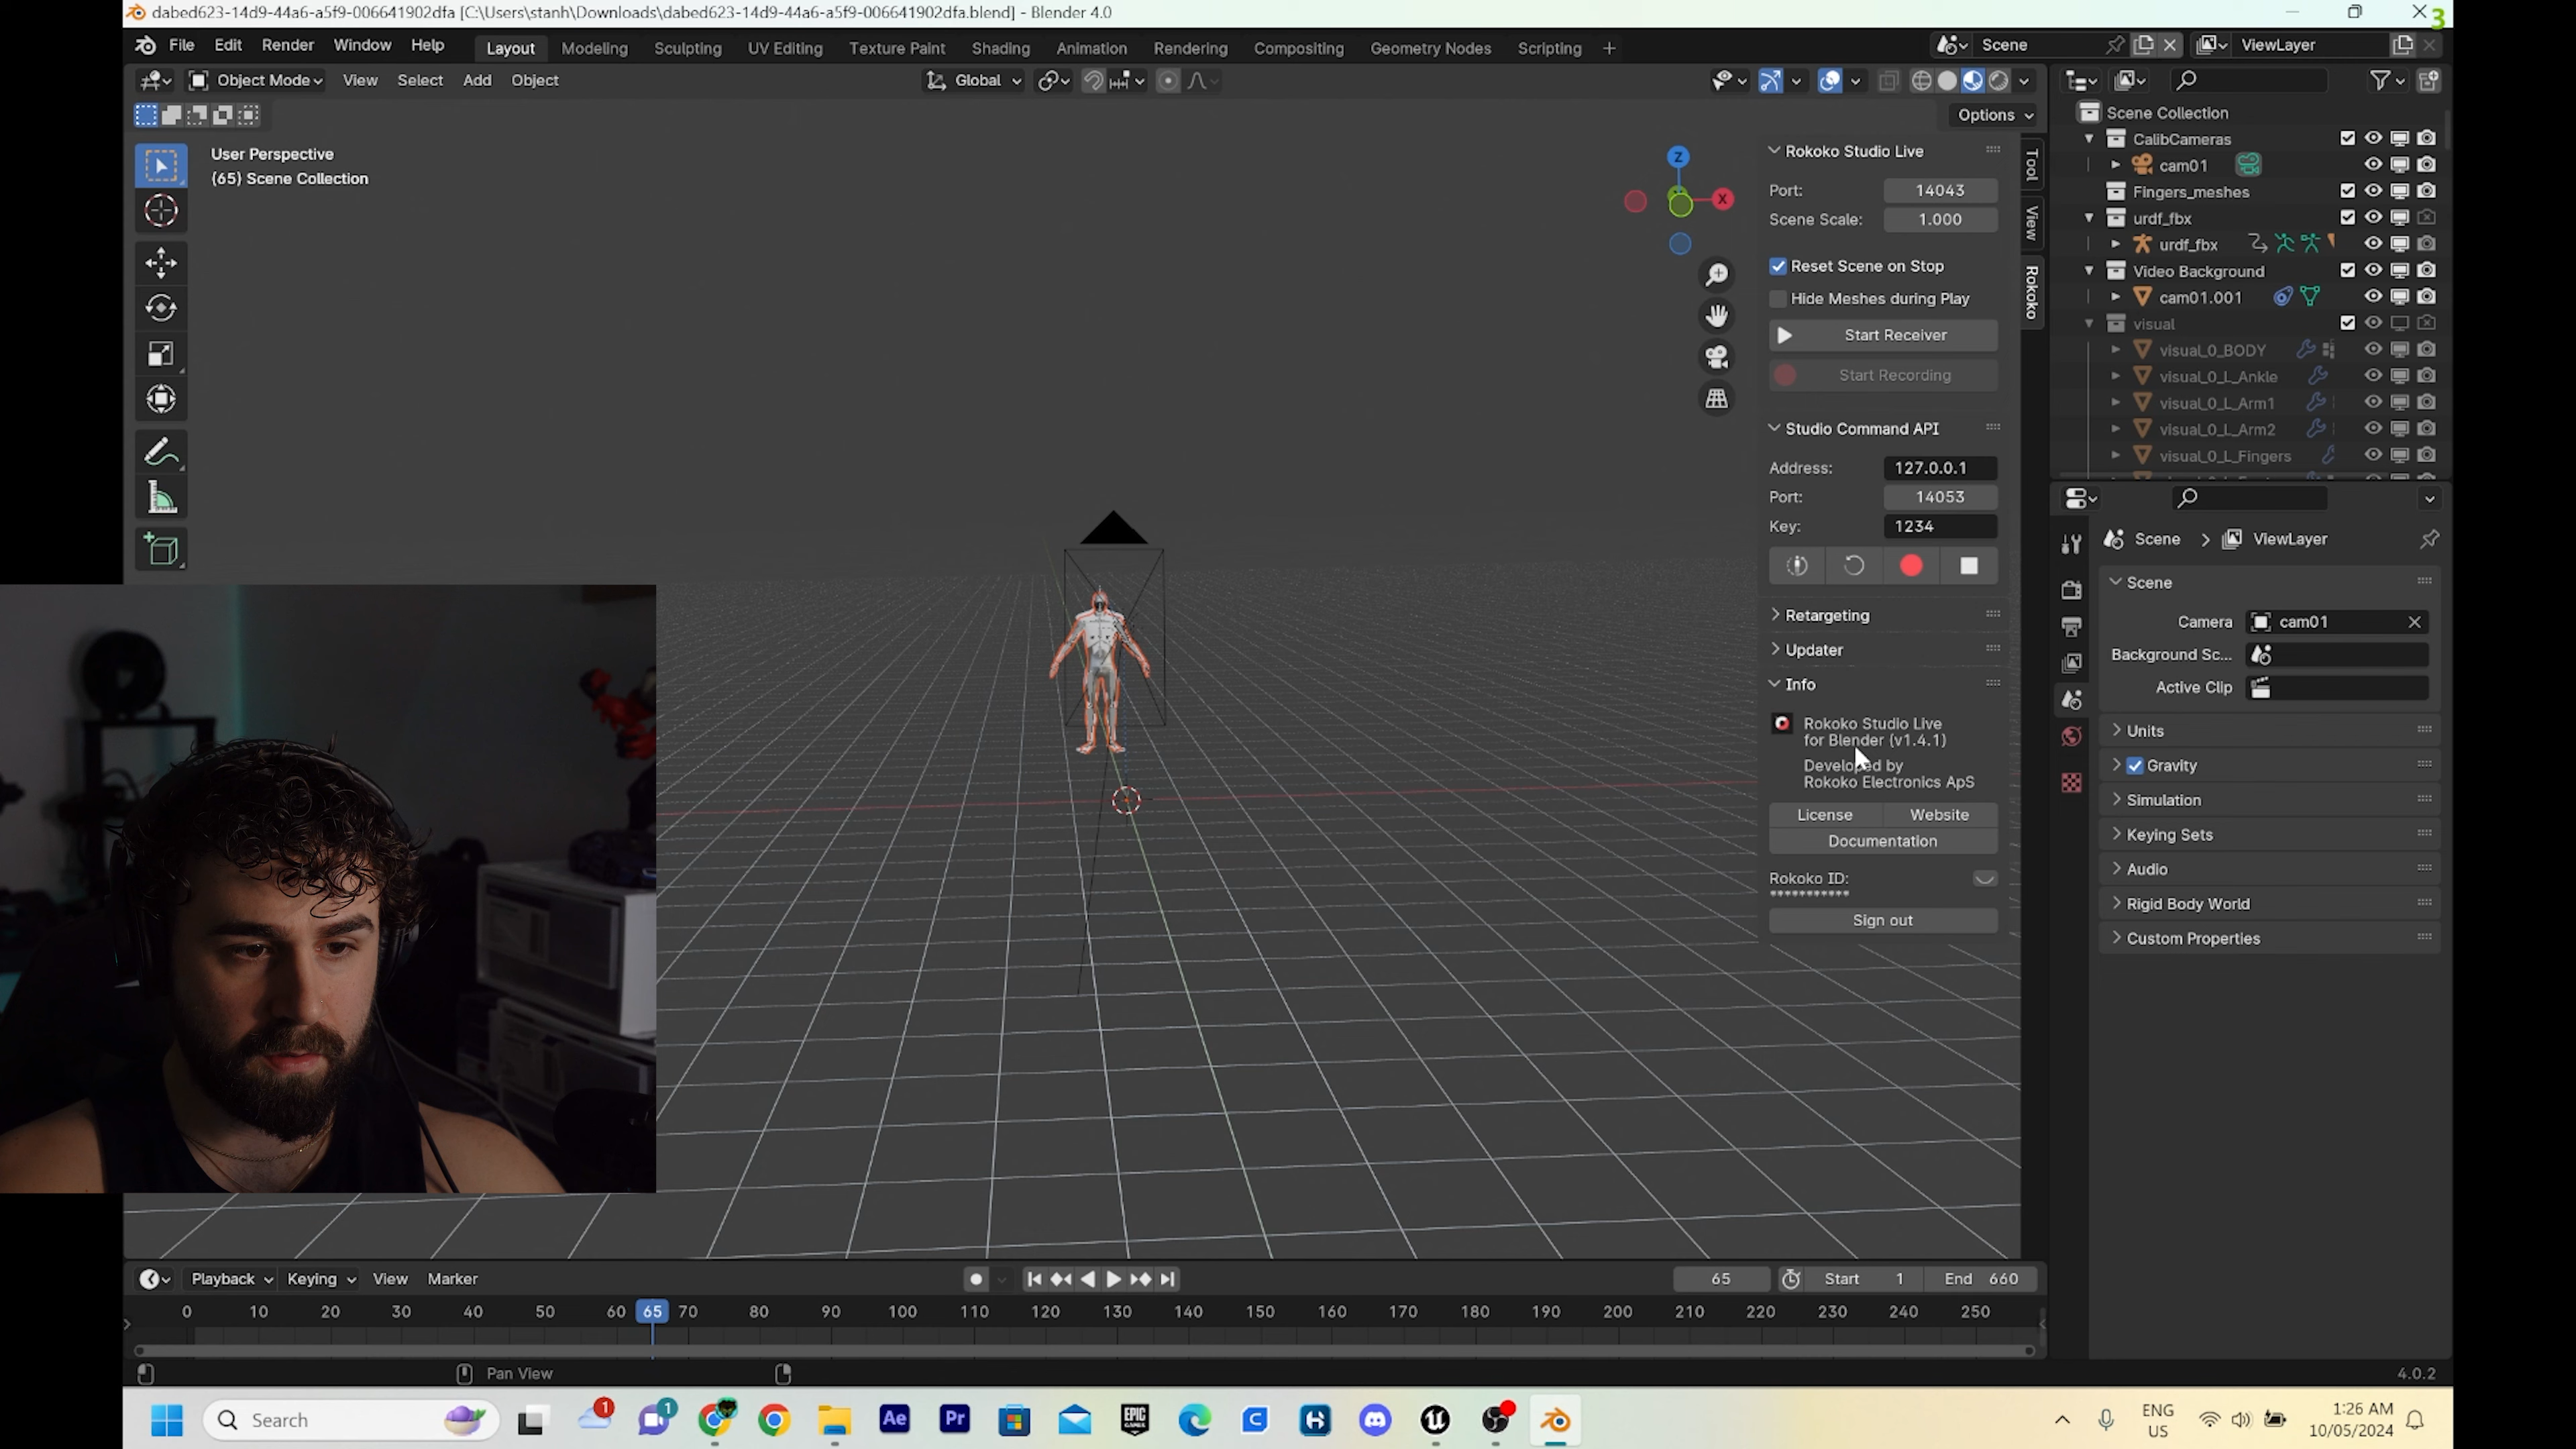 dabed623-14d9-44a6-a5f9-006641902dfa [C:\Users\stanh\Downloads\dabed623-14d9-44a6-a5f9-006641902dfa.blend] - Blender 4.0
3
File Edit Render Window Help Layout Modeling Sculpting UV Editing Texture Paint Shading Animation Rendering Compositing Geometry Nodes Scripting + Scene ViewLayer
Object Mode View Select Add Object Global
Options
User Perspective
(65) Scene Collection
Z
X
Rokoko Studio Live
Port: 14043
Scene Scale: 1.000
Reset Scene on Stop
Hide Meshes during Play
Start Receiver
Start Recording
Studio Command API
Address: 127.0.0.1
Port: 14053
Key: 1234
Retargeting
Updater
Info
Rokoko Studio Live
for Blender (v1.4.1)
Developed by
Rokoko Electronics ApS
License Website
Documentation
Rokoko ID:
***********
Sign out
Tool
View
Rokoko
Scene Collection
CalibCameras
cam01
Fingers_meshes
urdf_fbx
urdf_fbx
Video Background
cam01.001
visual
visual_0_BODY
visual_0_L_Ankle
visual_0_L_Arm1
visual_0_L_Arm2
visual_0_L_Fingers
Scene > ViewLayer
Scene
Camera cam01
Background Sc...
Active Clip
Units
Gravity
Simulation
Keying Sets
Audio
Rigid Body World
Custom Properties
Playback Keying View Marker 65 Start 1 End 660
0 10 20 30 40 50 60 65 70 80 90 100 110 120 130 140 150 160 170 180 190 200 210 220 230 240 250
Pan View 4.0.2
Search 1 1 Ae Pr EPIC GAMES ENG US 1:26 AM
10/05/2024